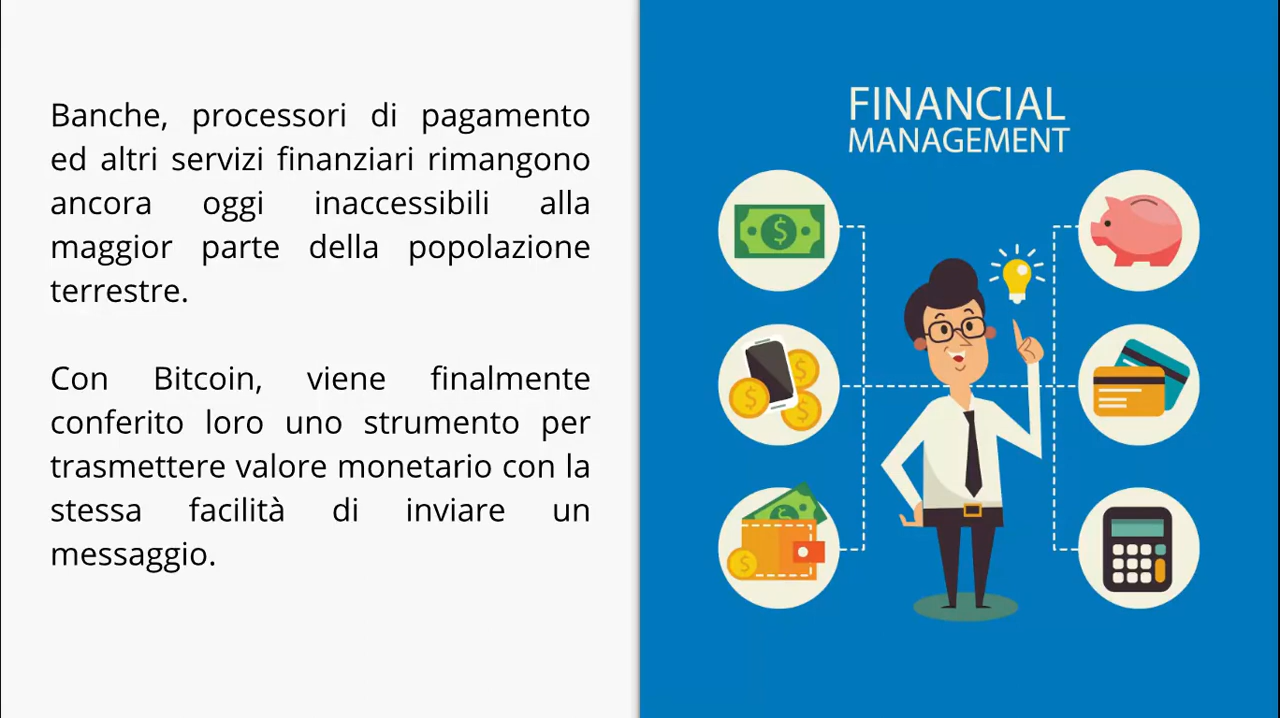 Banche, processori di pagamento
ed altri servizi finanziari rimangono
ancora oggi inaccessibili alla
maggior parte della popolazione
terrestre.
Con Bitcoin, viene finalmente
conferito loro uno strumento per
trasmettere valore monetario con la
stessa facilità di inviare un
messaggio.
FINANCIAL
MANAGEMENT